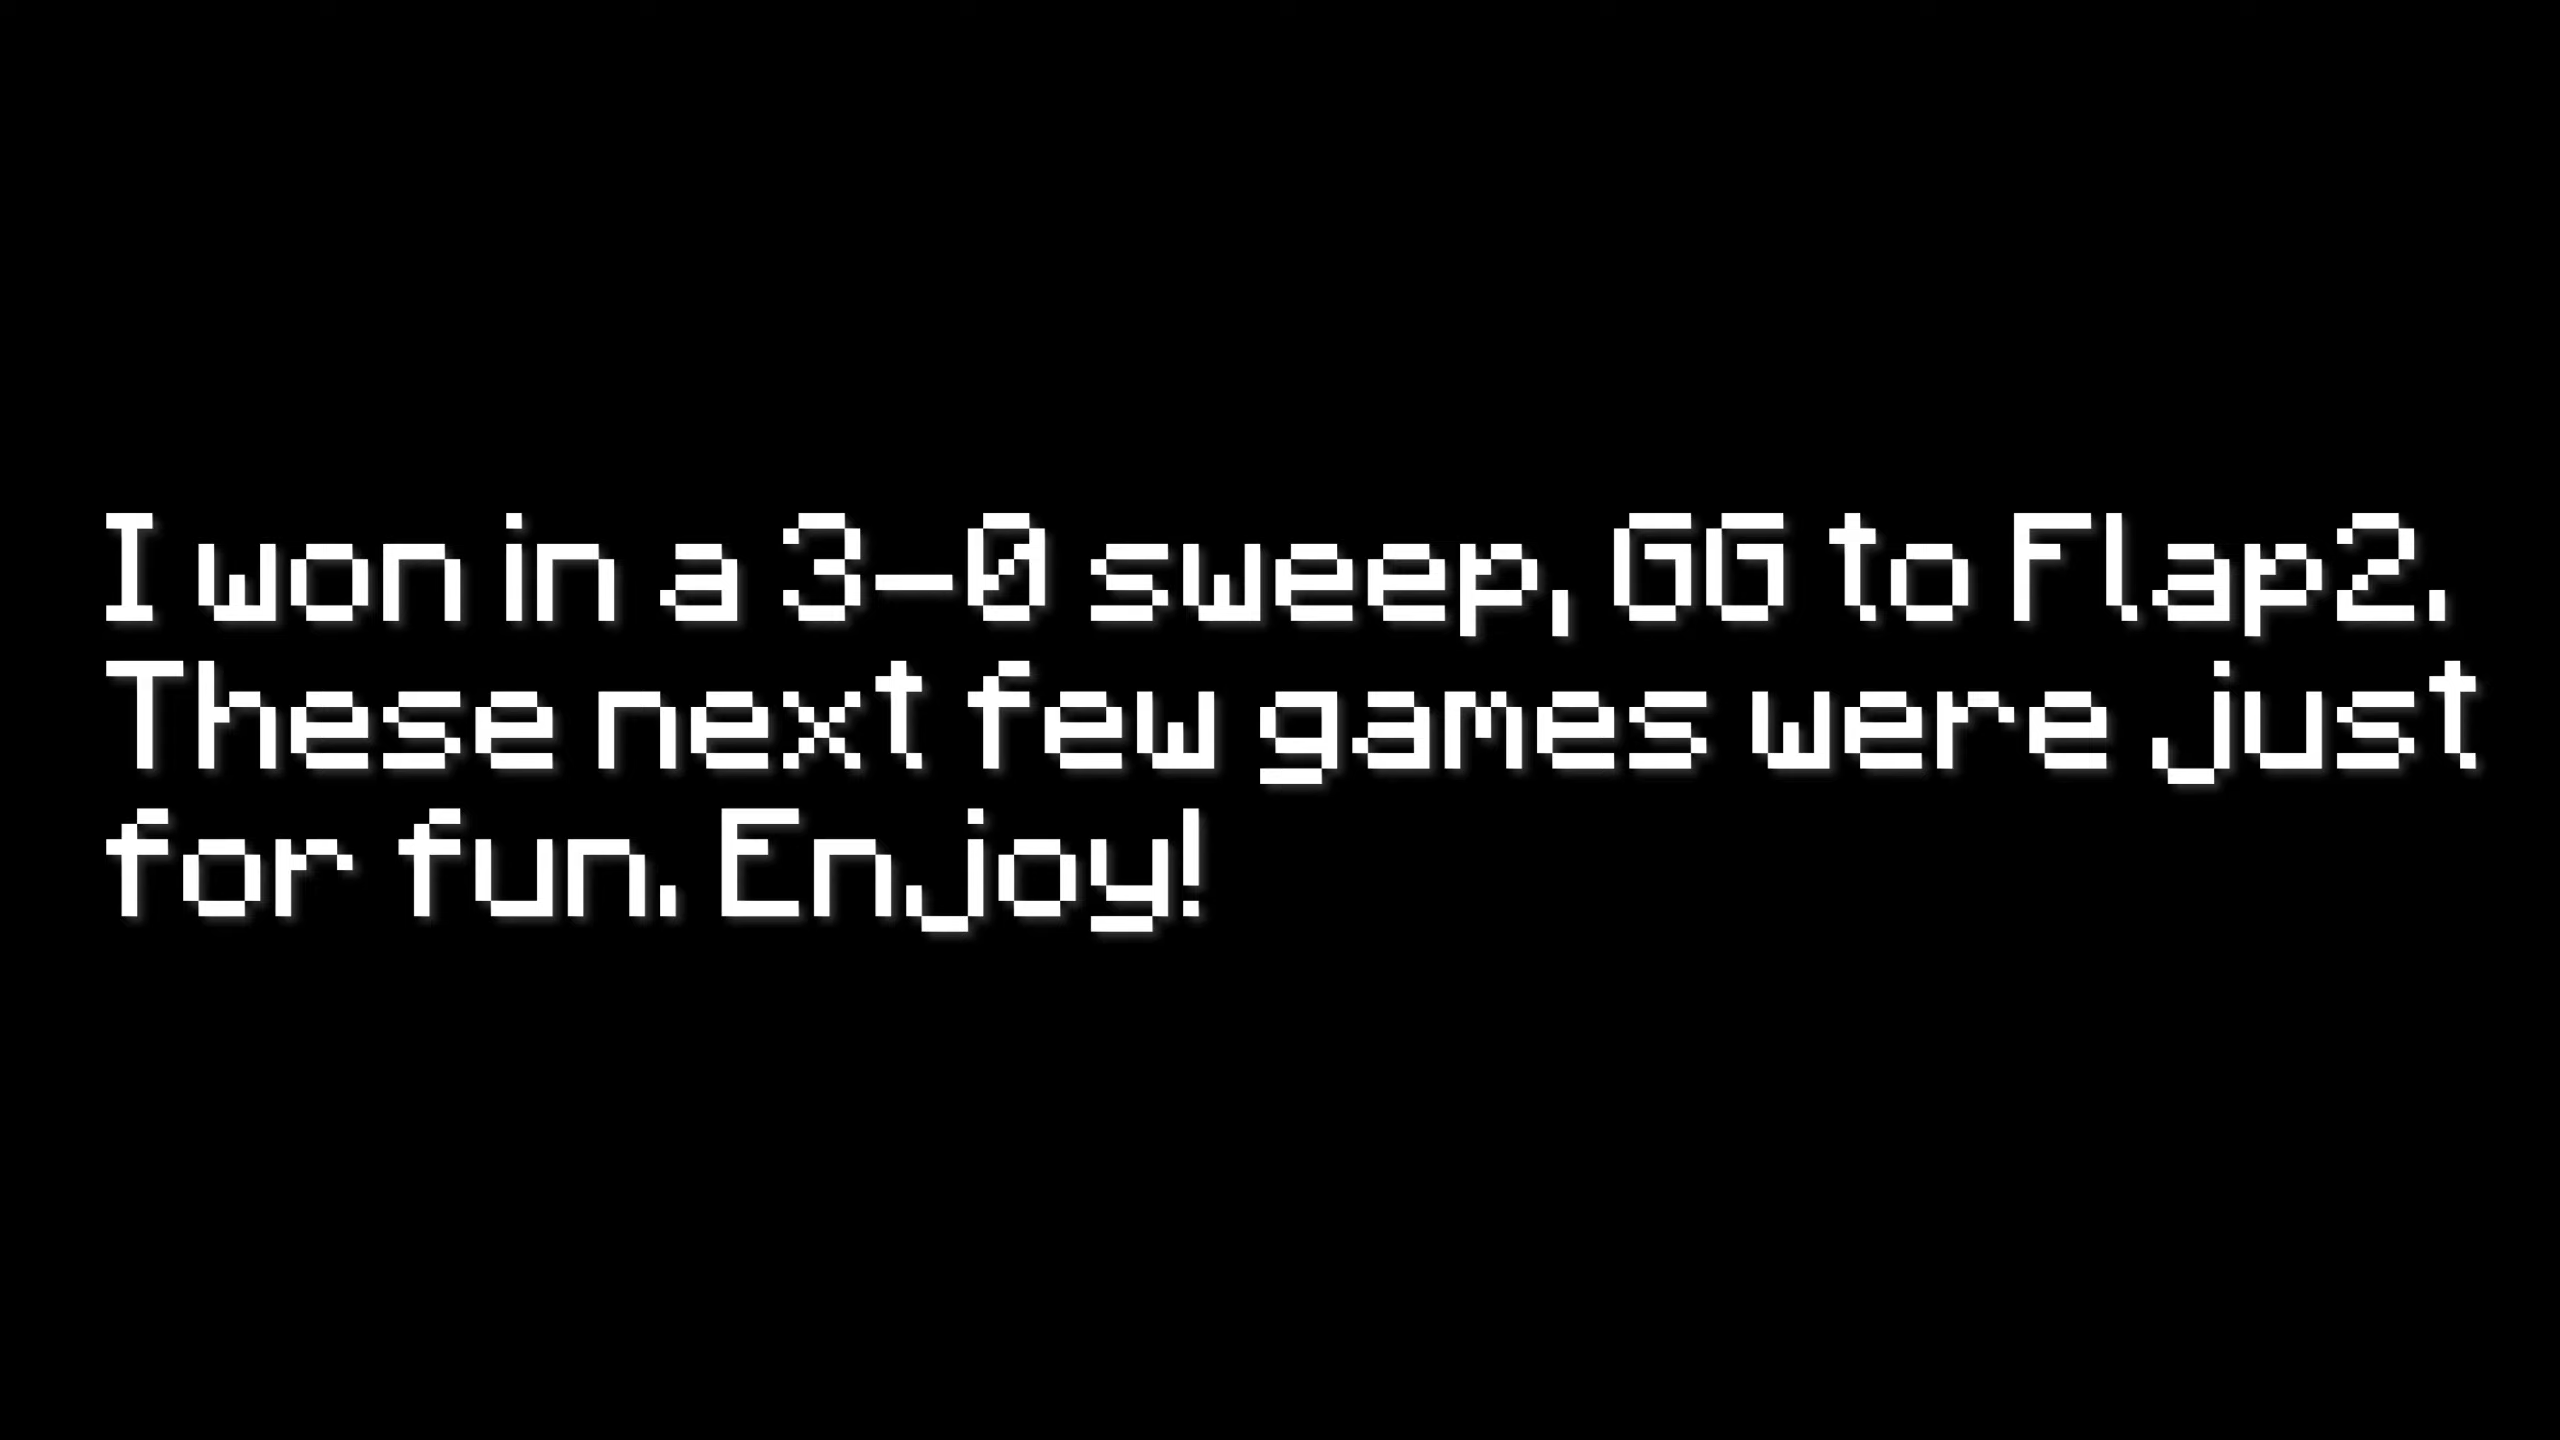 I won in a 3-0 sweep, GG to Flap2.
These next few games were just
for fun. Enjoy!